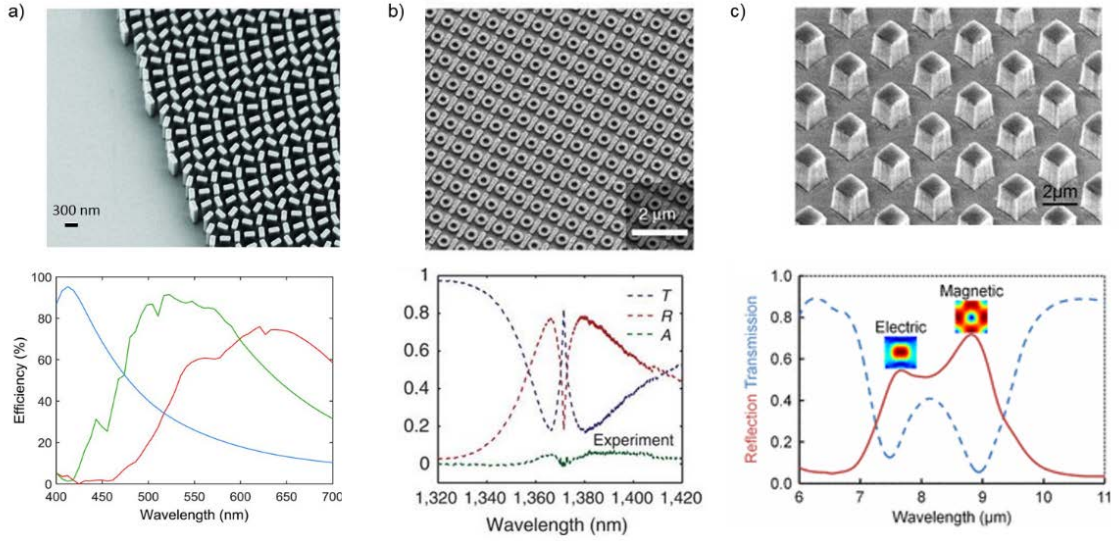 a)
300 nm
b)
2 µm
c)
2µm
100
80
60
40
20
0
Efficiency (%)
400 450 500 550 600 650 700
Wavelength (nm)
1
0.8
0.6
0.4
0.2
0
T
R
A
Experiment
1,320 1,340 1,360 1,380 1,400 1,420
Wavelength (nm)
1.0
0.8
0.6
0.4
0.2
0.0
Reflection Transmission
Electric
Magnetic
6 7 8 9 10 11
Wavelength (µm)